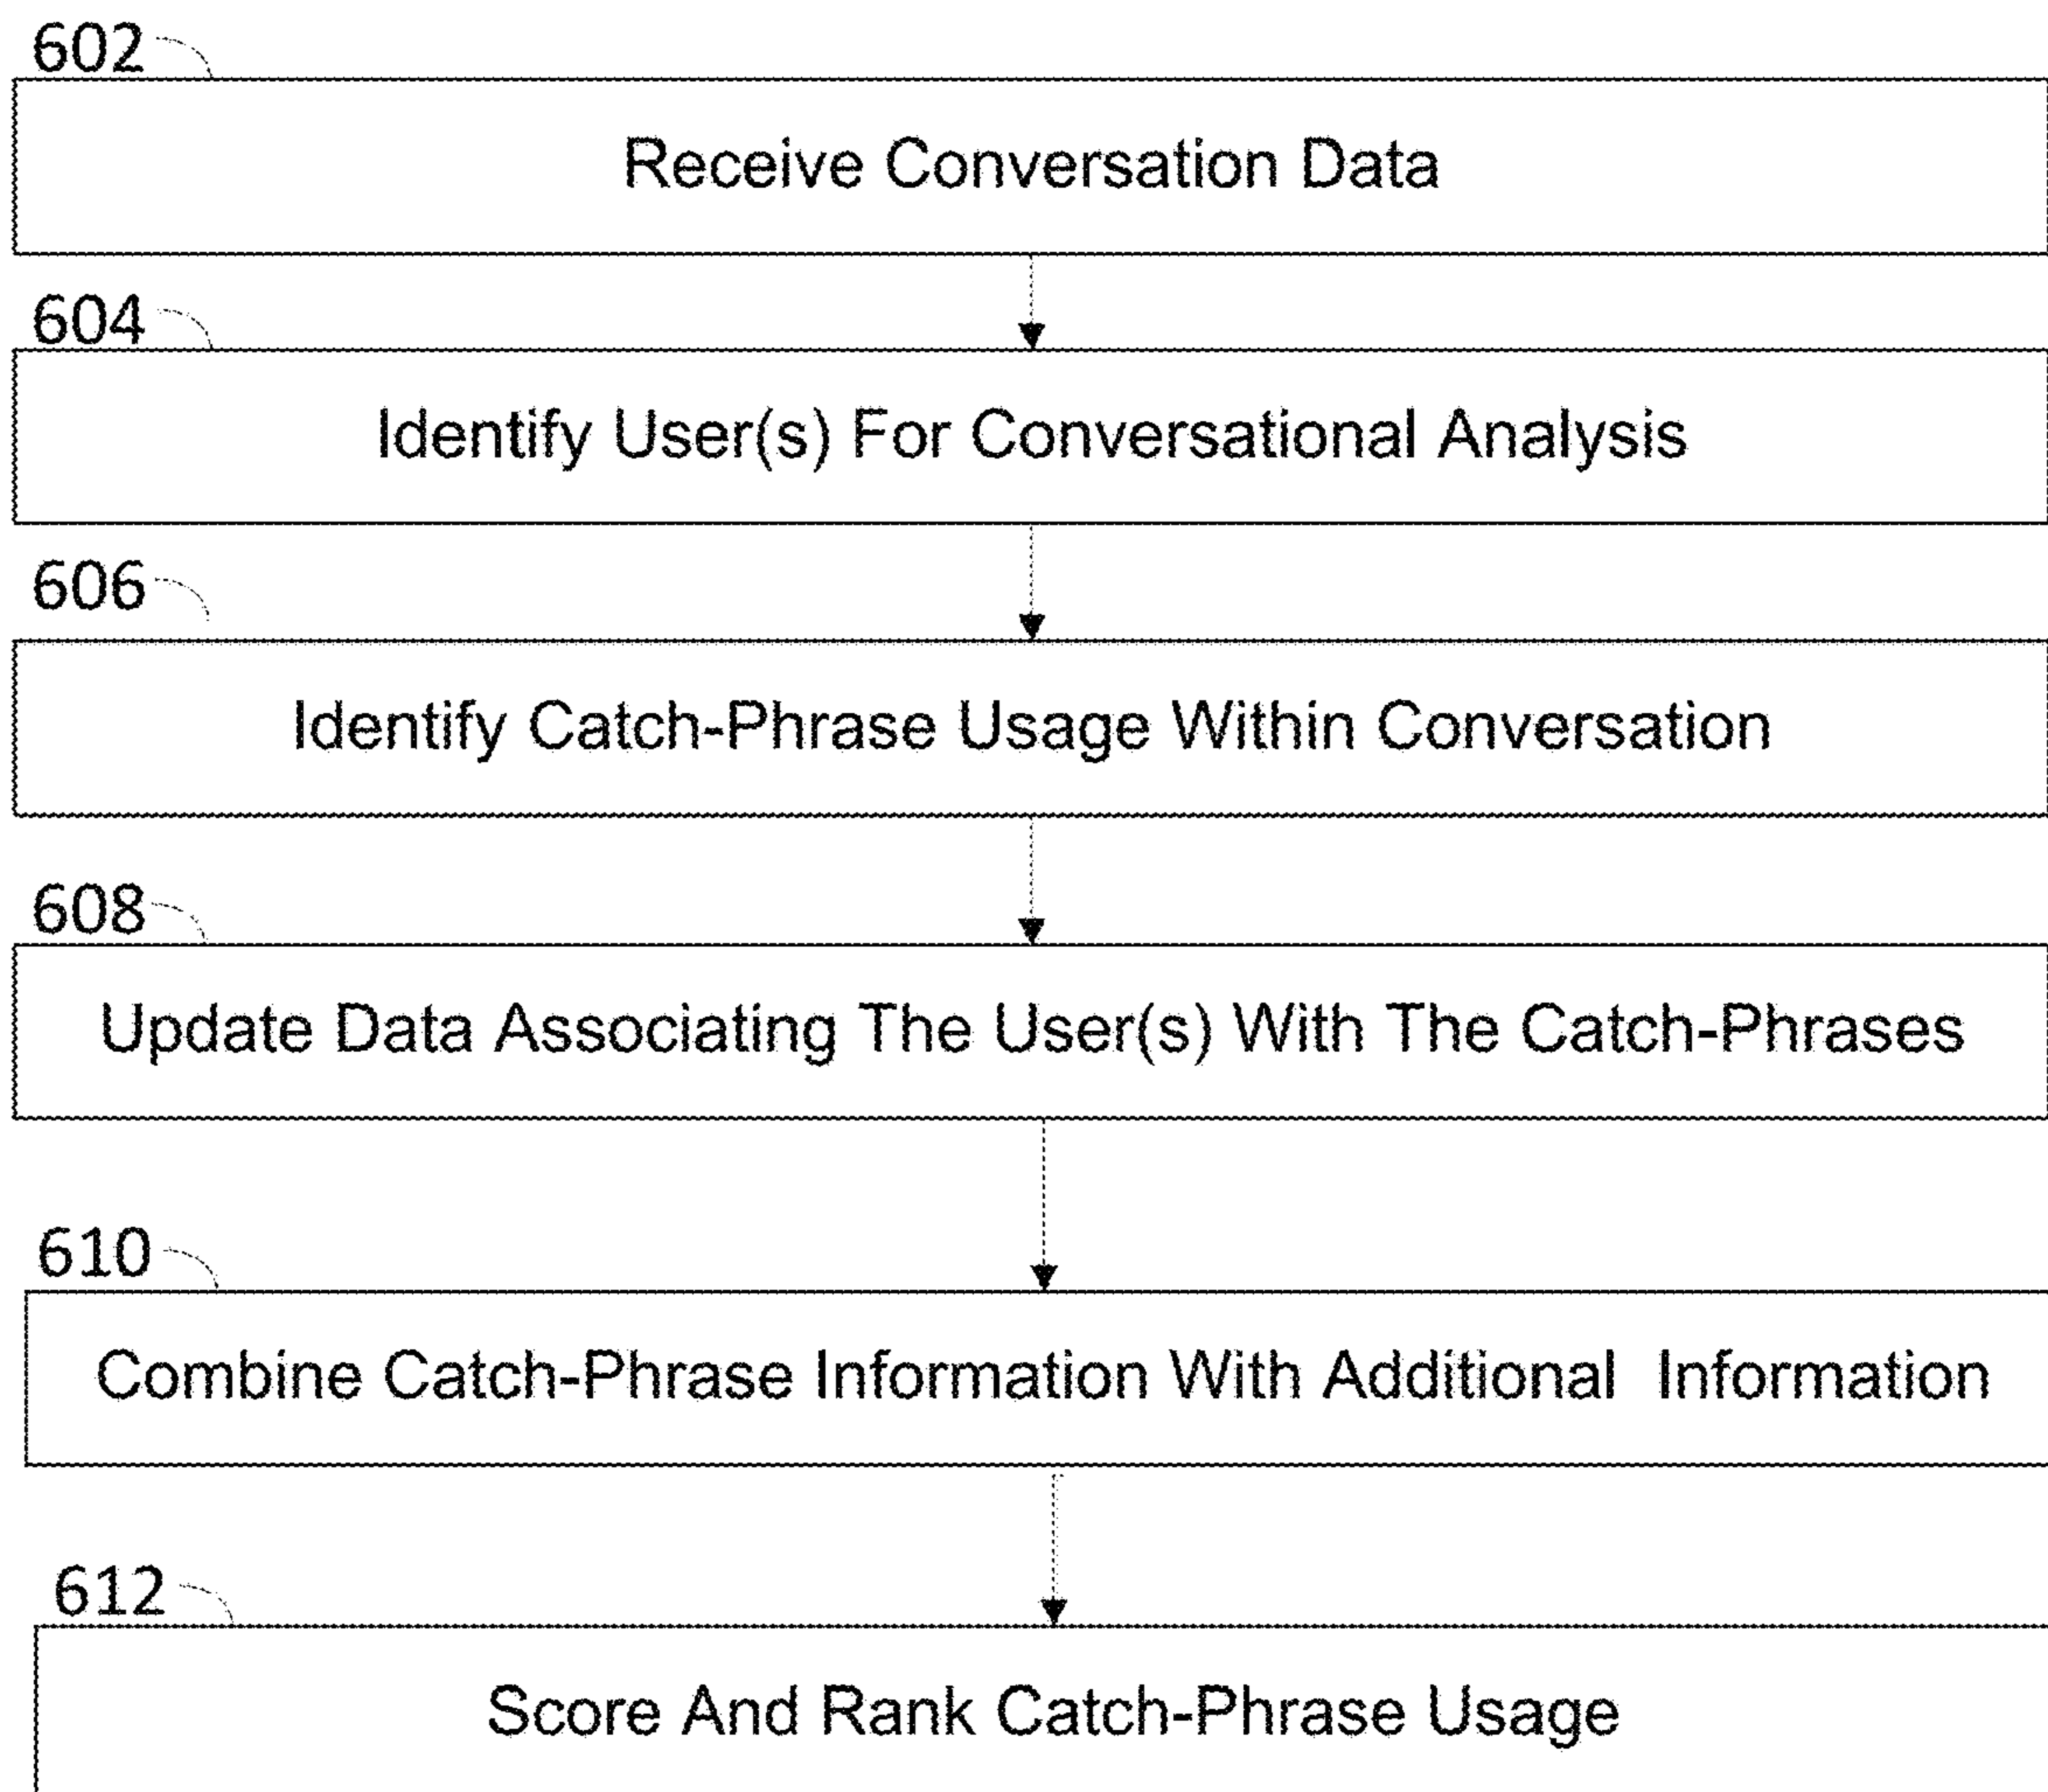 602
Receive Conversation Data
604
Identify User(s) For Conversational Analysis
606
Identify Catch-Phrase Usage Within Conversation
608
Update Data Associating The User(s) With The Catch-Phrases
610
Combine Catch-Phrase Information With Additional Information
612
Score And Rank Catch-Phrase Usage